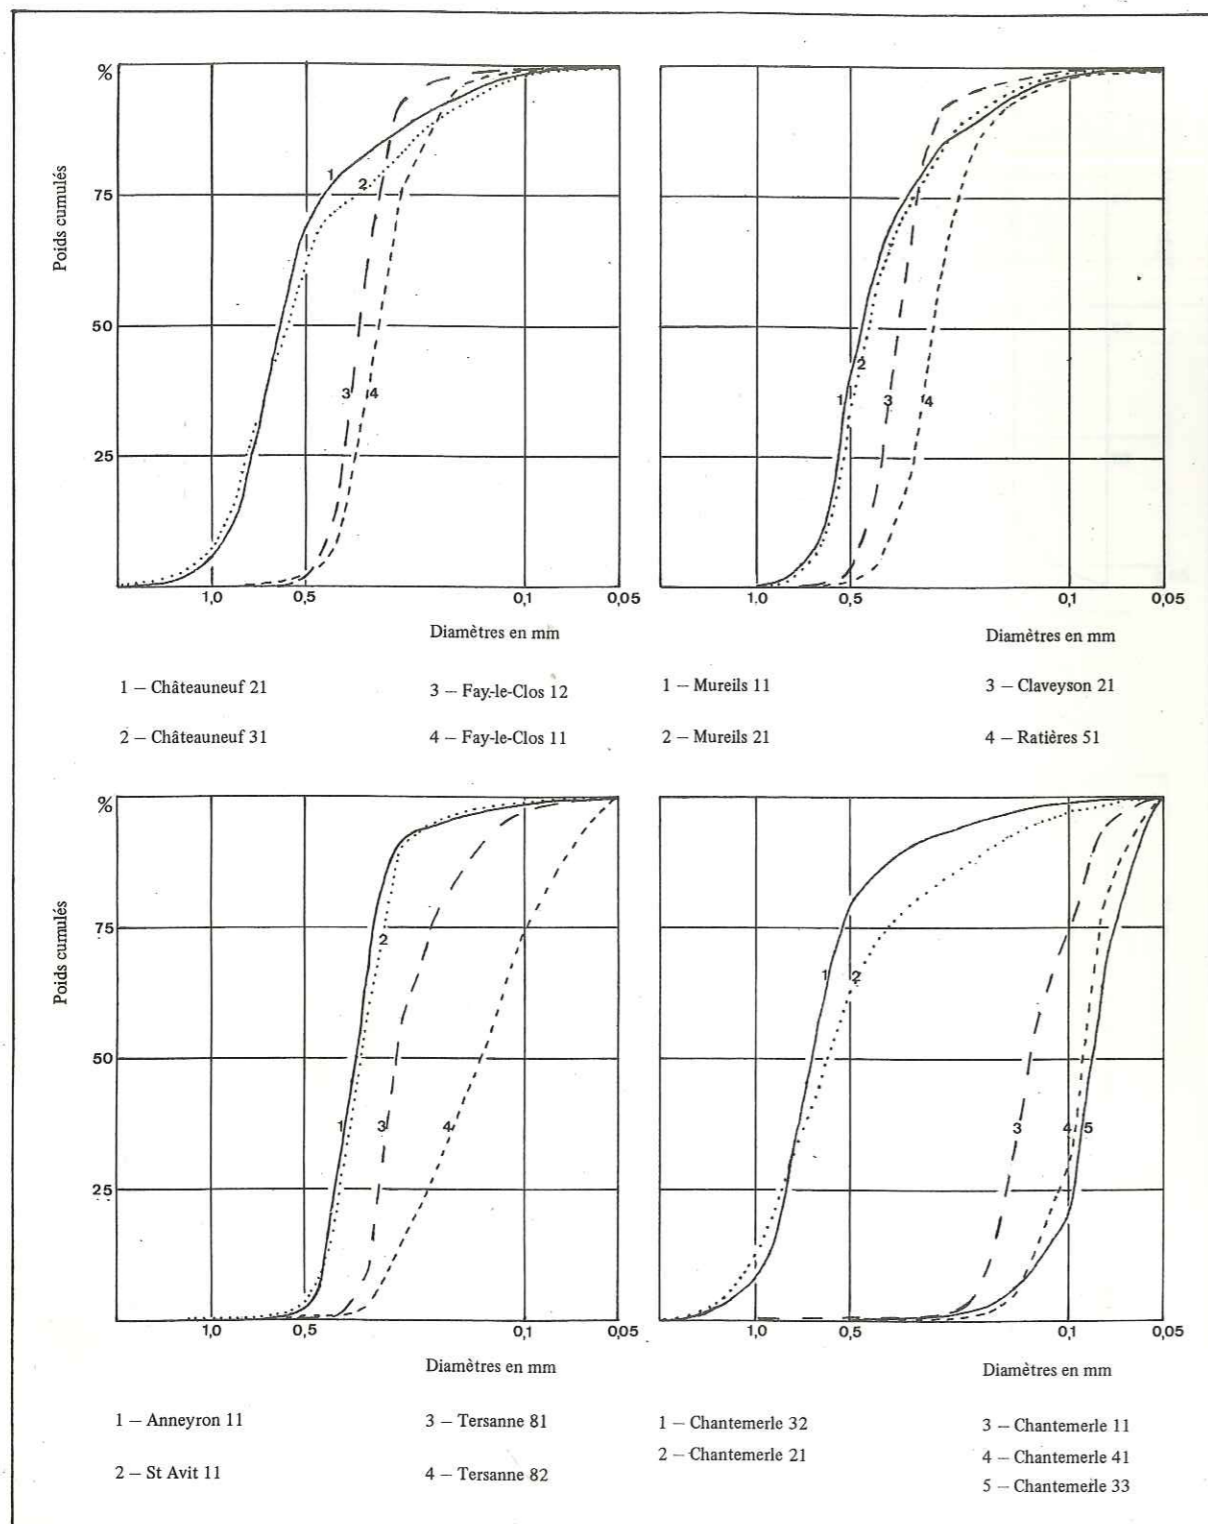 %
Poids cumulés
75
50
25
1
2
3
4
1,0
0,5
0,1
0,05
Diamètres en mm
1 – Châteauneuf 21
2 – Châteauneuf 31
3 – Fay-le-Clos 12
4 – Fay-le-Clos 11
1
2
3
4
1.0
0,5
0,1
0,05
Diamètres en mm
1 – Mureils 11
2 – Mureils 21
3 – Claveyson 21
4 – Ratières 51
%
Poids cumulés
75
50
25
1
2
3
4
1,0
0,5
0,1
0,05
Diamètres en mm
1 – Anneyron 11
2 – St Avit 11
3 – Tersanne 81
4 – Tersanne 82
1
2
3
4
5
1,0
0,5
0,1
0,05
Diamètres en mm
1 – Chantemerle 32
2 – Chantemerle 21
3 – Chantemerle 11
4 – Chantemerle 41
5 – Chantemerle 33